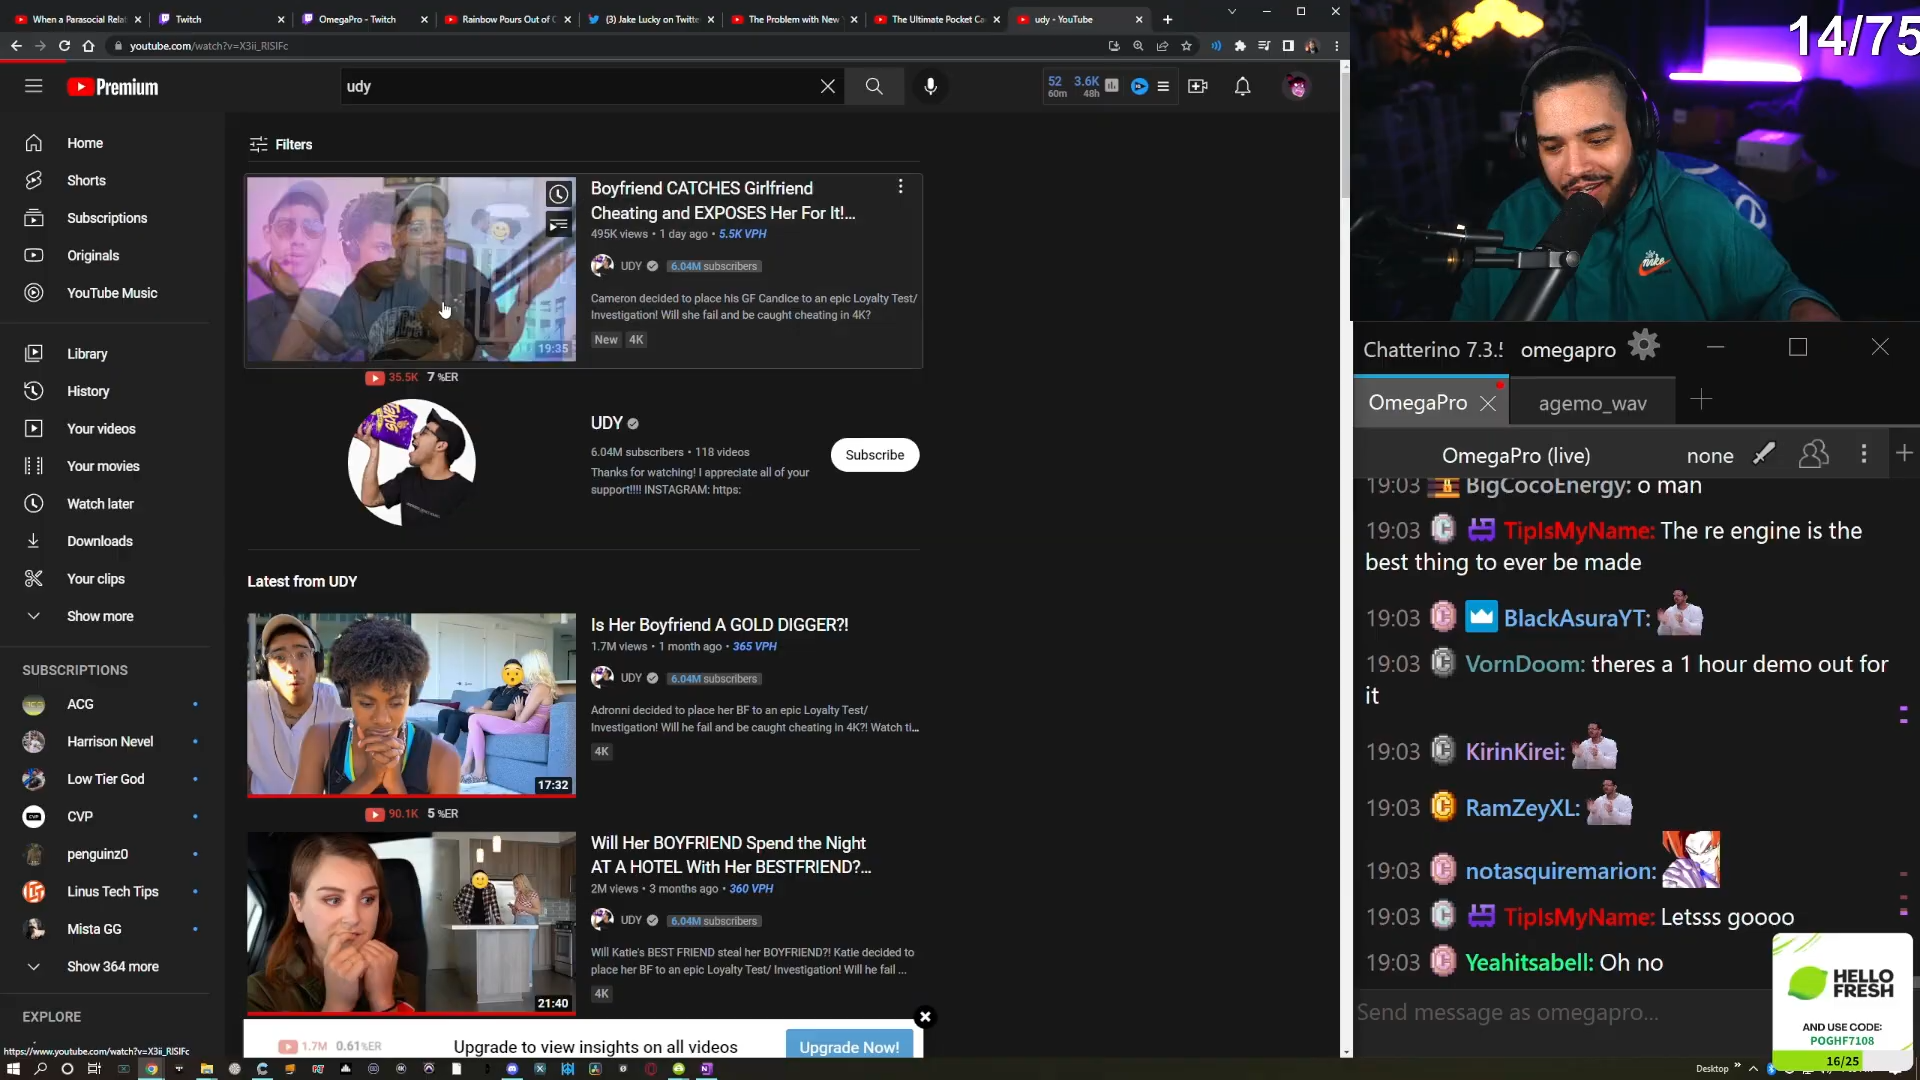 When a Parasocial Relat
Twitch
OmegaPro - Twitch
Rainbow Pours Out of
(3) Jake Lucky on Twitte
The Problem with New
The Ultimate Pocket Ca
udy - YouTube
youtube.com/watch?v=X3ii_RlSIFc
Premium
udy
52
60m
3.6K
48h
Home
Shorts
Subscriptions
Originals
YouTube Music
Library
History
Your videos
Your movies
Watch later
Downloads
Your clips
Show more
SUBSCRIPTIONS
ACG
Harrison Nevel
Low Tier God
CVP
penguinz0
Linus Tech Tips
Mista GG
Show 364 more
EXPLORE
https://www.youtube.com/watch?v=X3ii_RlSIFc
Filters
19:35
Boyfriend CATCHES Girlfriend
Cheating and EXPOSES Her For It!...
495K views • 1 day ago • 5.5K VPH
UDY 6.04M subscribers
Cameron decided to place his GF Candice to an epic Loyalty Test/
Investigation! Will she fail and be caught cheating in 4K?
New 4K
35.5K 7 %ER
UDY
6.04M subscribers • 118 videos
Thanks for watching! I appreciate all of your
support!!!! INSTAGRAM: https:
Subscribe
Latest from UDY
17:32
Is Her Boyfriend A GOLD DIGGER?!
1.7M views • 1 month ago • 365 VPH
UDY 6.04M subscribers
Adronni decided to place her BF to an epic Loyalty Test/
Investigation! Will he fail and be caught cheating in 4K?! Watch ti...
4K
90.1K 5 %ER
21:40
Will Her BOYFRIEND Spend the Night
AT A HOTEL With Her BESTFRIEND?...
2M views • 3 months ago • 360 VPH
UDY 6.04M subscribers
Will Katie's BEST FRIEND steal her BOYFRIEND?! Katie decided to
place her BF to an epic Loyalty Test/ Investigation! Will he fail ...
4K
1.7M 0.61%ER
Upgrade to view insights on all videos
Upgrade Now!
14/75
Chatterino 7.3.5 omegapro
OmegaPro
agemo_wav
OmegaPro (live)
none
19:03 BigCocoEnergy: o man
19:03 TipIsMyName: The re engine is the
best thing to ever be made
19:03 BlackAsuraYT:
19:03 VornDoom: theres a 1 hour demo out for
it
19:03 KirinKirei:
19:03 RamZeyXL:
19:03 notasquiremarion:
19:03 TipIsMyName: Letsss goooo
19:03 Yeahitsabell: Oh no
Send message as omegapro...
HELLO
FRESH
AND USE CODE:
POGHF7108
16/25
Desktop